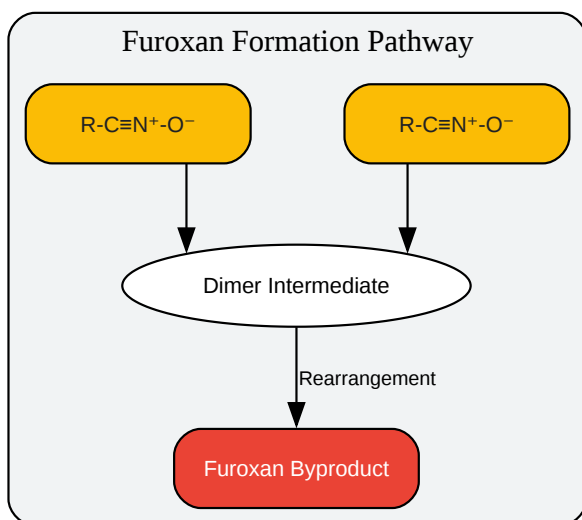 Furoxan Formation Pathway
R-C≡N⁺-O⁻
R-C≡N⁺-O⁻
Dimer Intermediate
Rearrangement
Furoxan Byproduct